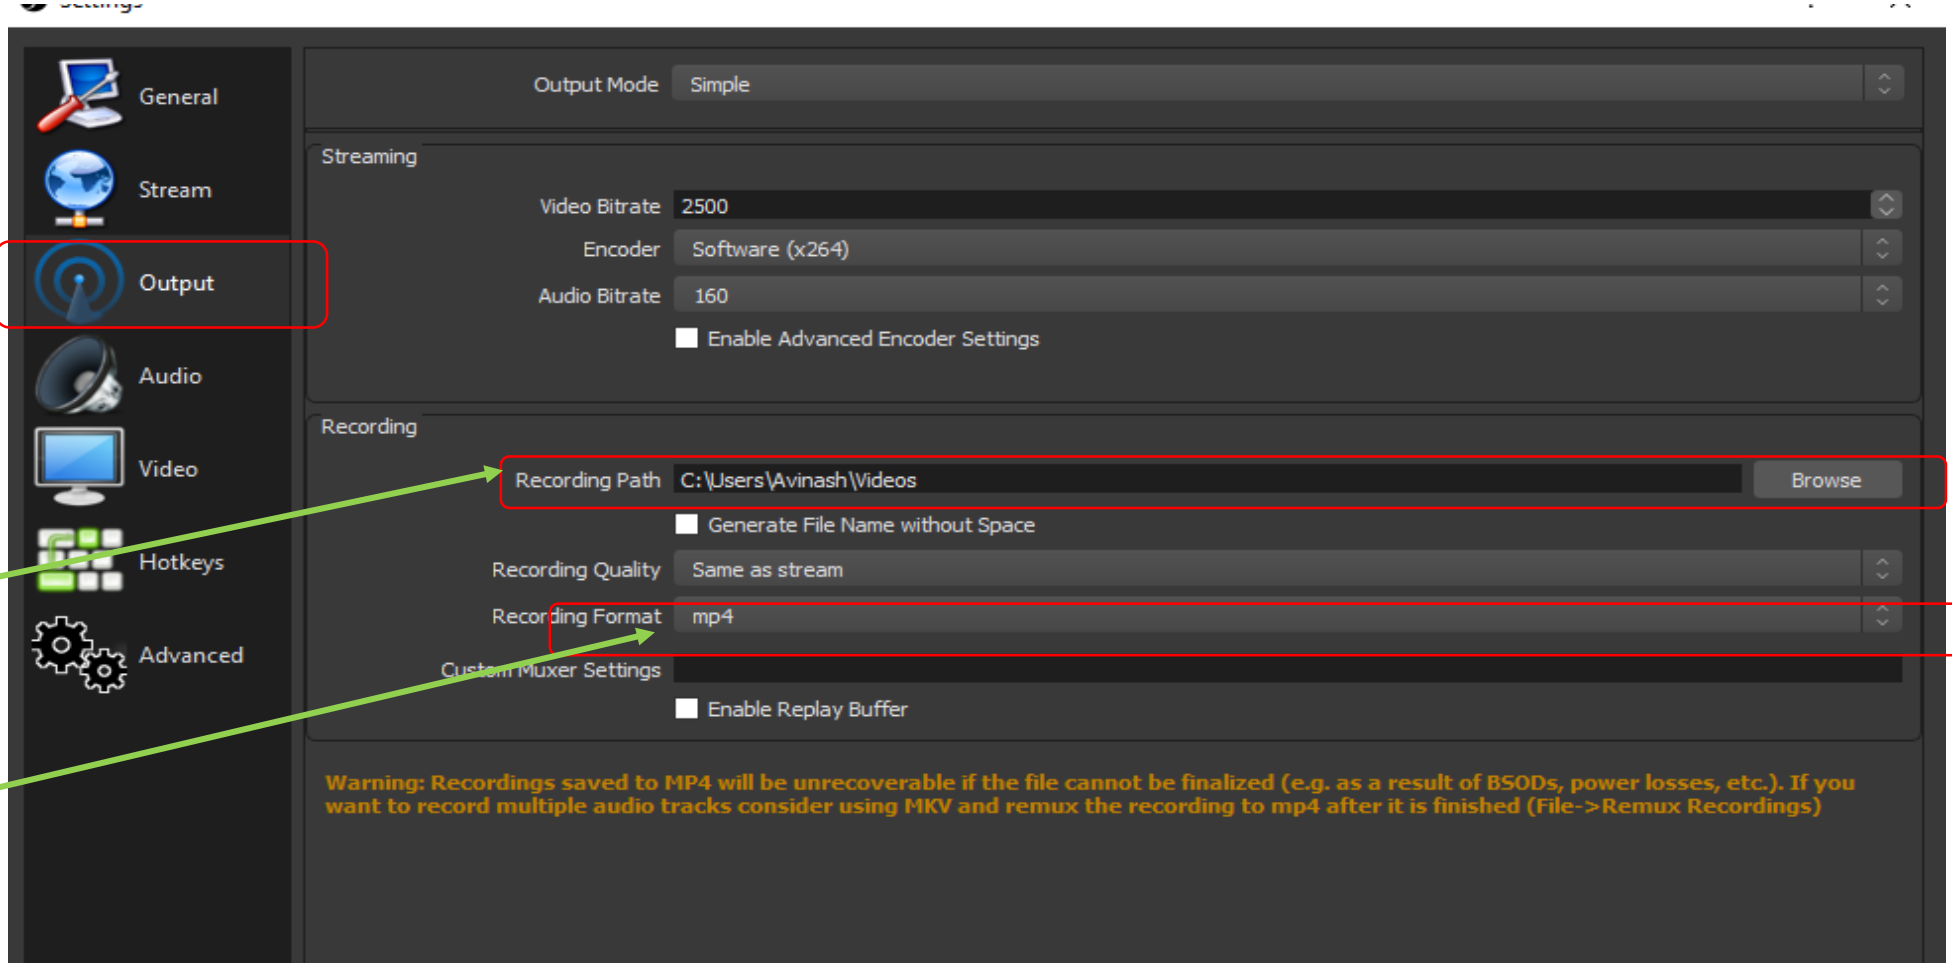 Settings
General
Output Mode Simple
Streaming
Stream
Video Bitrate 2500
Encoder Software (x264)
Output
Audio Bitrate 160
Enable Advanced Encoder Settings
Audio
Recording
Video
Recording Path C:\Users\Avinash\Videos Browse
Generate File Name without Space
Hotkeys
Recording Quality Same as stream
Recording Format mp4
Advanced
Custom Muxer Settings
Enable Replay Buffer
Warning: Recordings saved to MP4 will be unrecoverable if the file cannot be finalized (e.g. as a result of BSODs, power losses, etc.). If you
want to record multiple audio tracks consider using MKV and remux the recording to mp4 after it is finished (File->Remux Recordings)